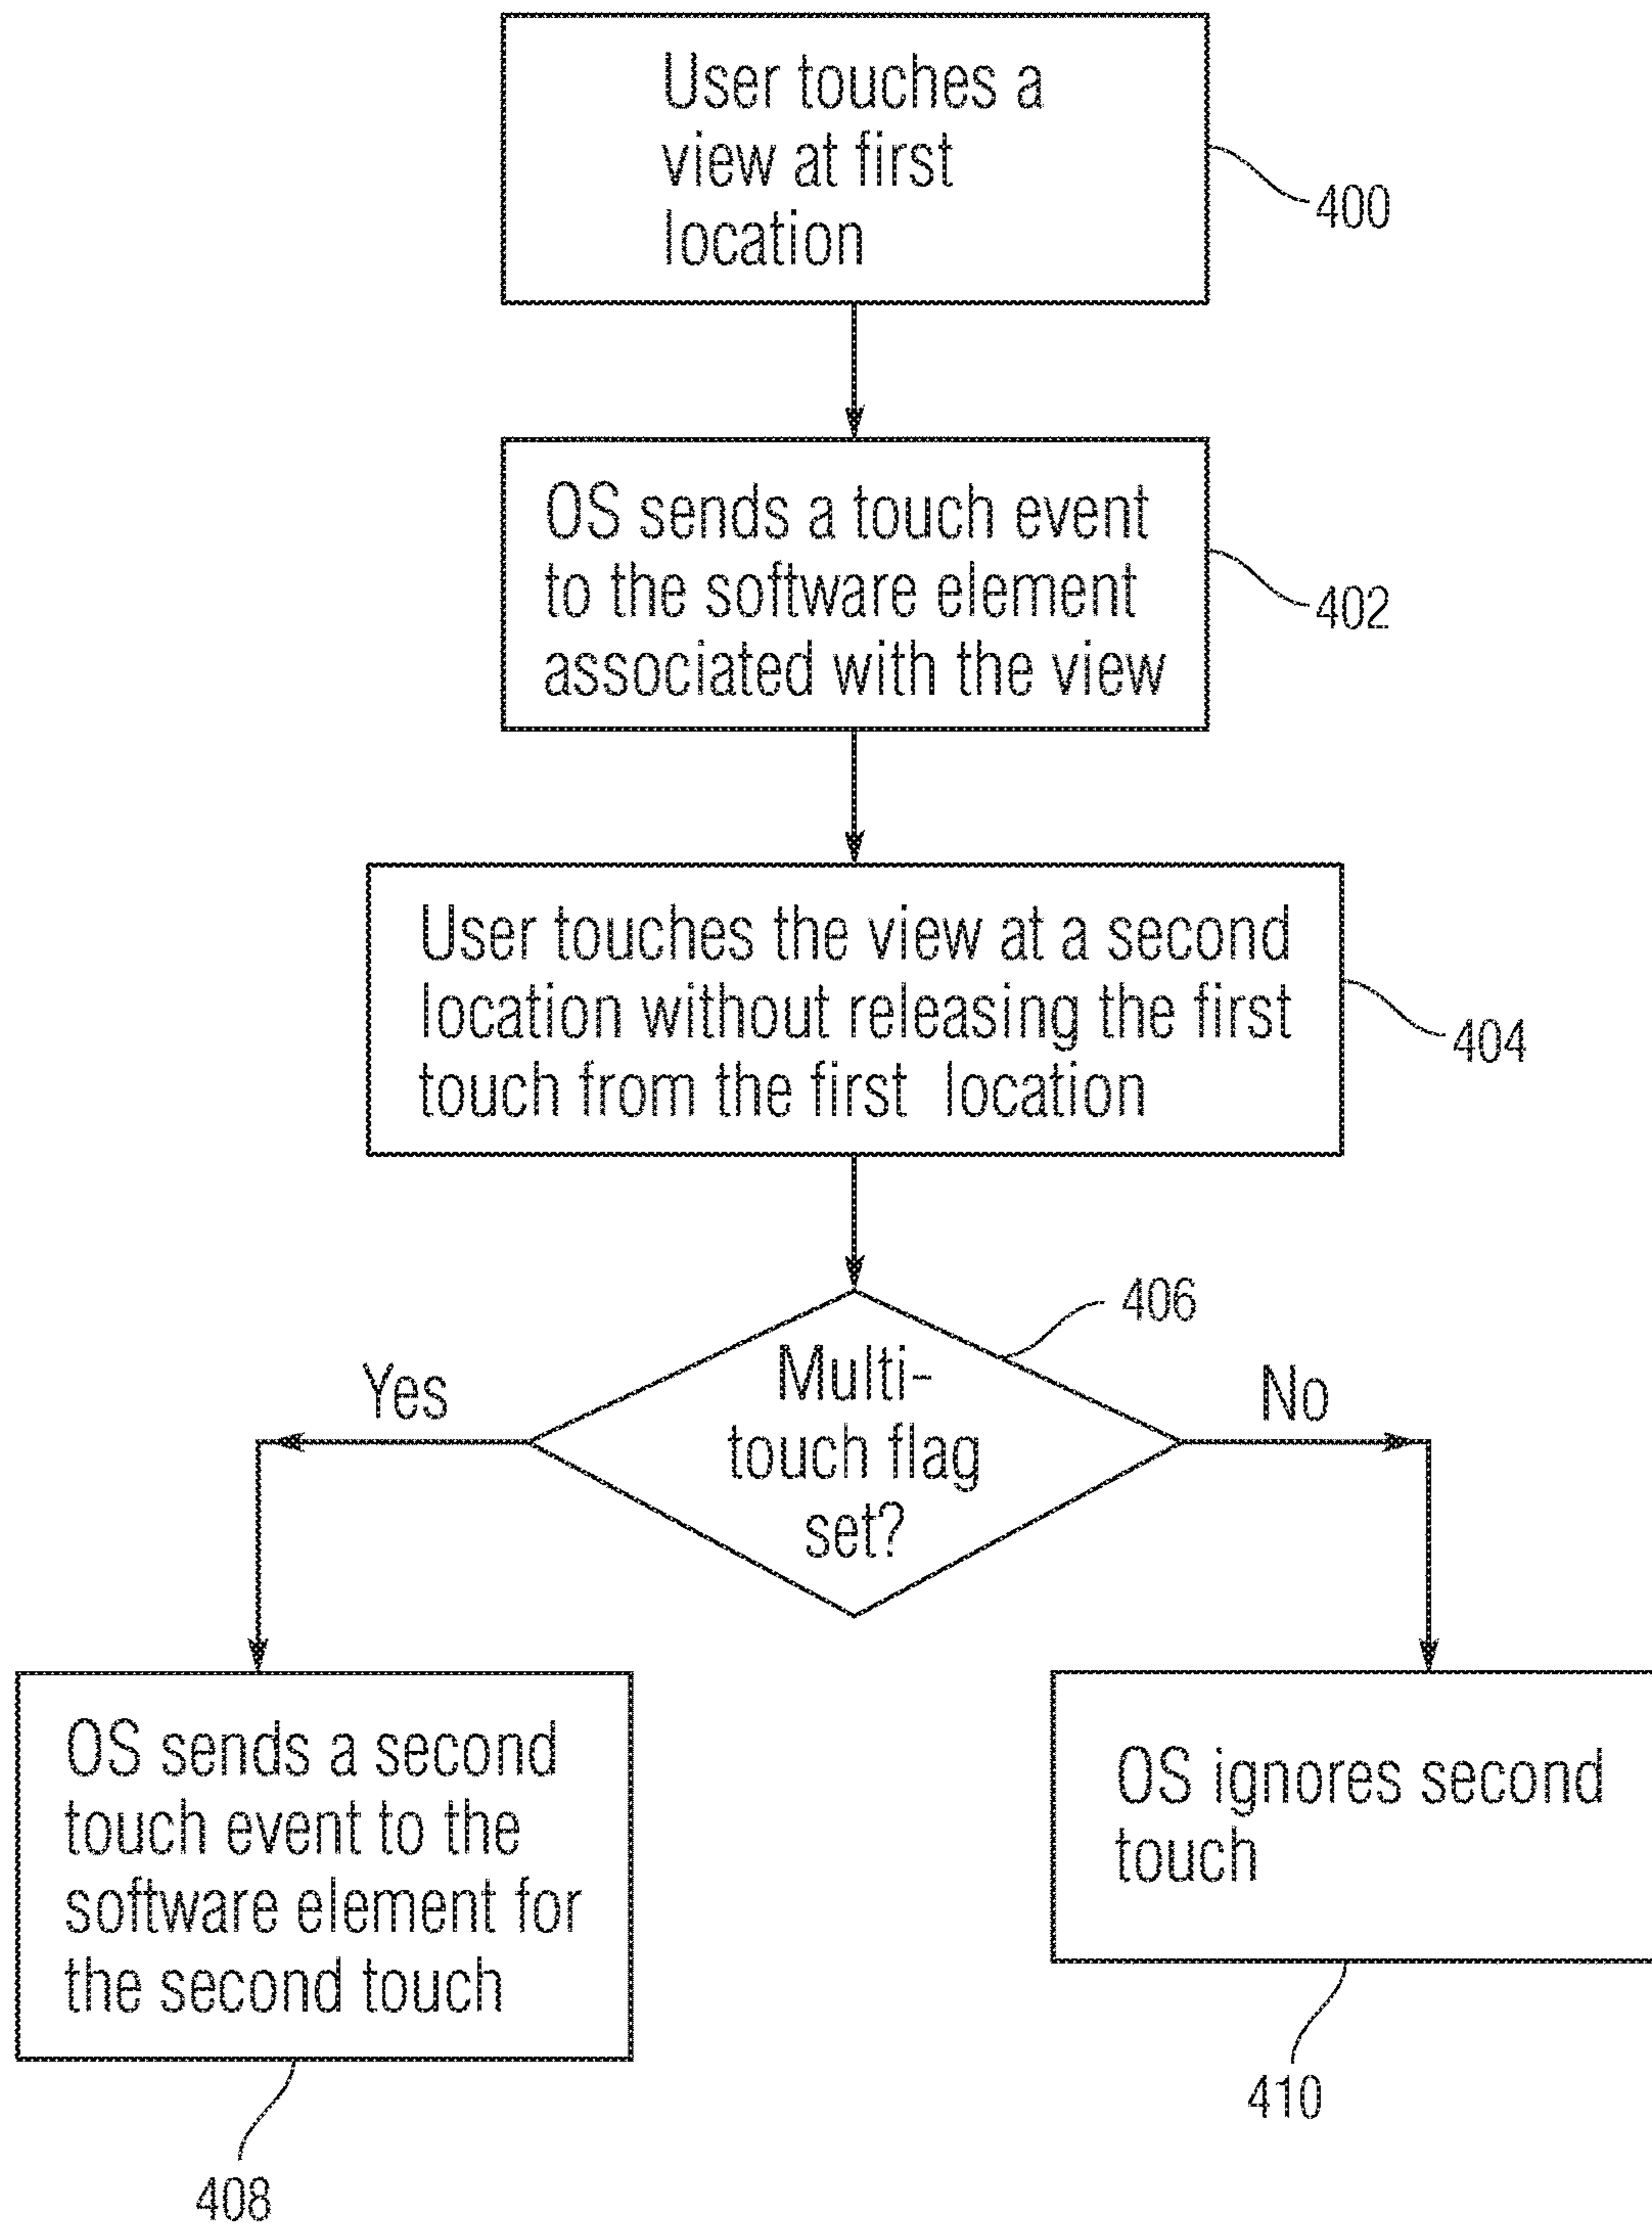 User touches a
view at first
location
400
OS sends a touch event
to the software element
associated with the view
402
User touches the view at a second
location without releasing the first
touch from the first location
404
406
Multi-
touch flag
set?
Yes
No
OS sends a second
touch event to the
software element for
the second touch
408
OS ignores second
touch
410